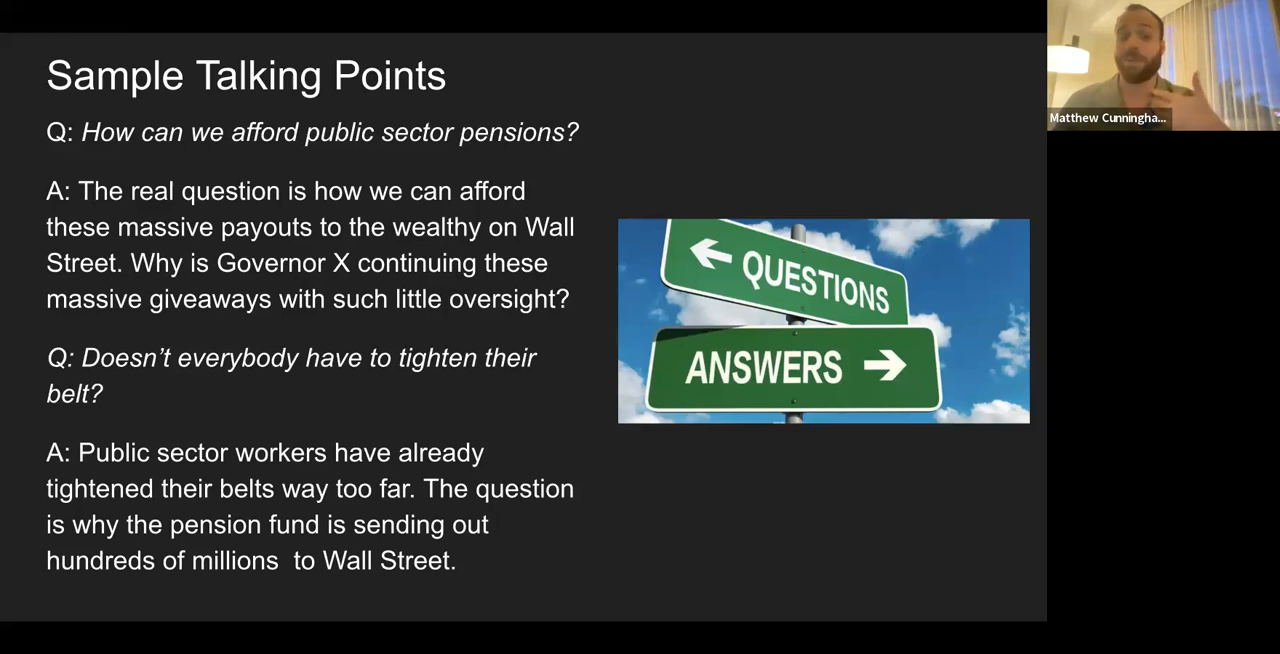 Sample Talking Points
Q: How can we afford public sector pensions?
A: The real question is how we can afford
these massive payouts to the wealthy on Wall
Street. Why is Governor X continuing these
massive giveaways with such little oversight?
Q: Doesn’t everybody have to tighten their
belt?
A: Public sector workers have already
tightened their belts way too far. The question
is why the pension fund is sending out
hundreds of millions  to Wall Street.
QUESTIONS
ANSWERS
Matthew Cunningha...